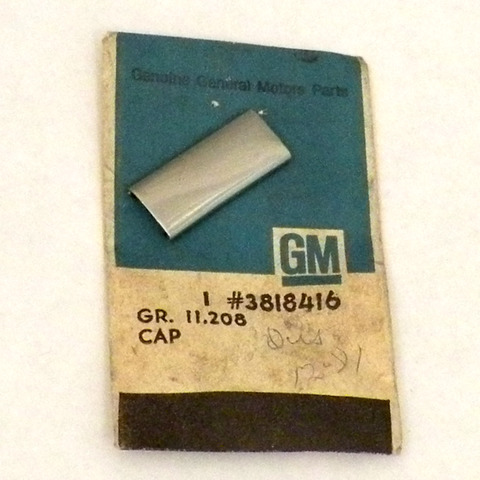 Genuine General Motors Parts
GM
1 #3818416
GR. 11.208
CAP